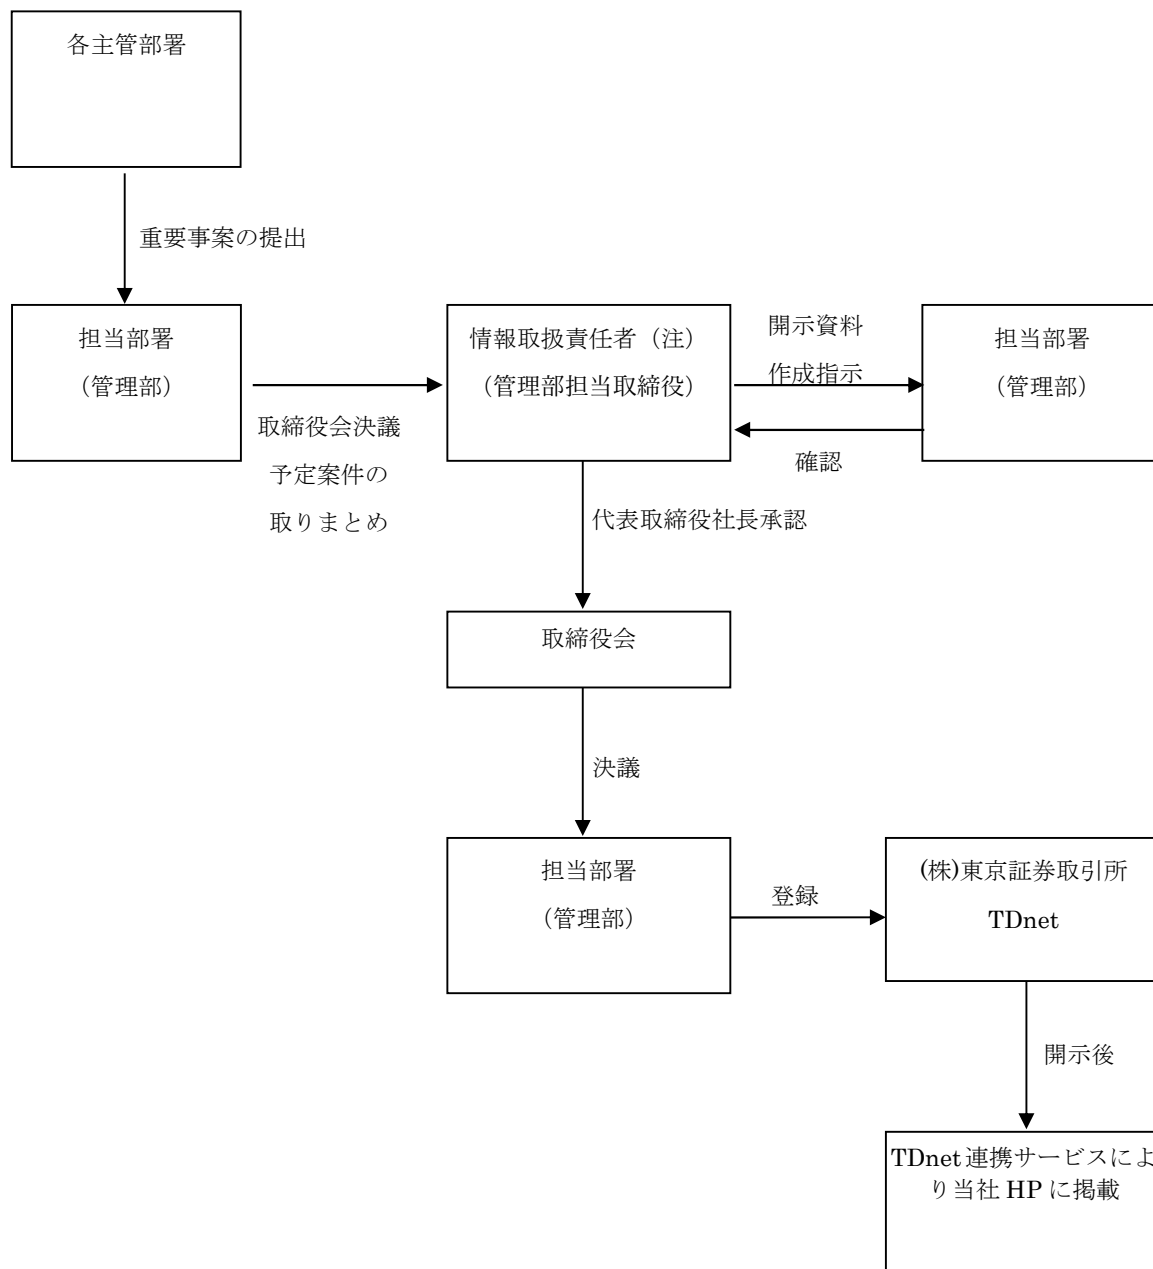 各主管部署
重要事案の提出
担当部署
（管理部）
取締役会決議
予定案件の
取りまとめ
情報取扱責任者（注）
（管理部担当取締役）
開示資料
作成指示
確認
担当部署
（管理部）
代表取締役社長承認
取締役会
決議
担当部署
（管理部）
登録
(株)東京証券取引所
TDnet
開示後
TDnet連携サービスによ
り当社 HP に掲載